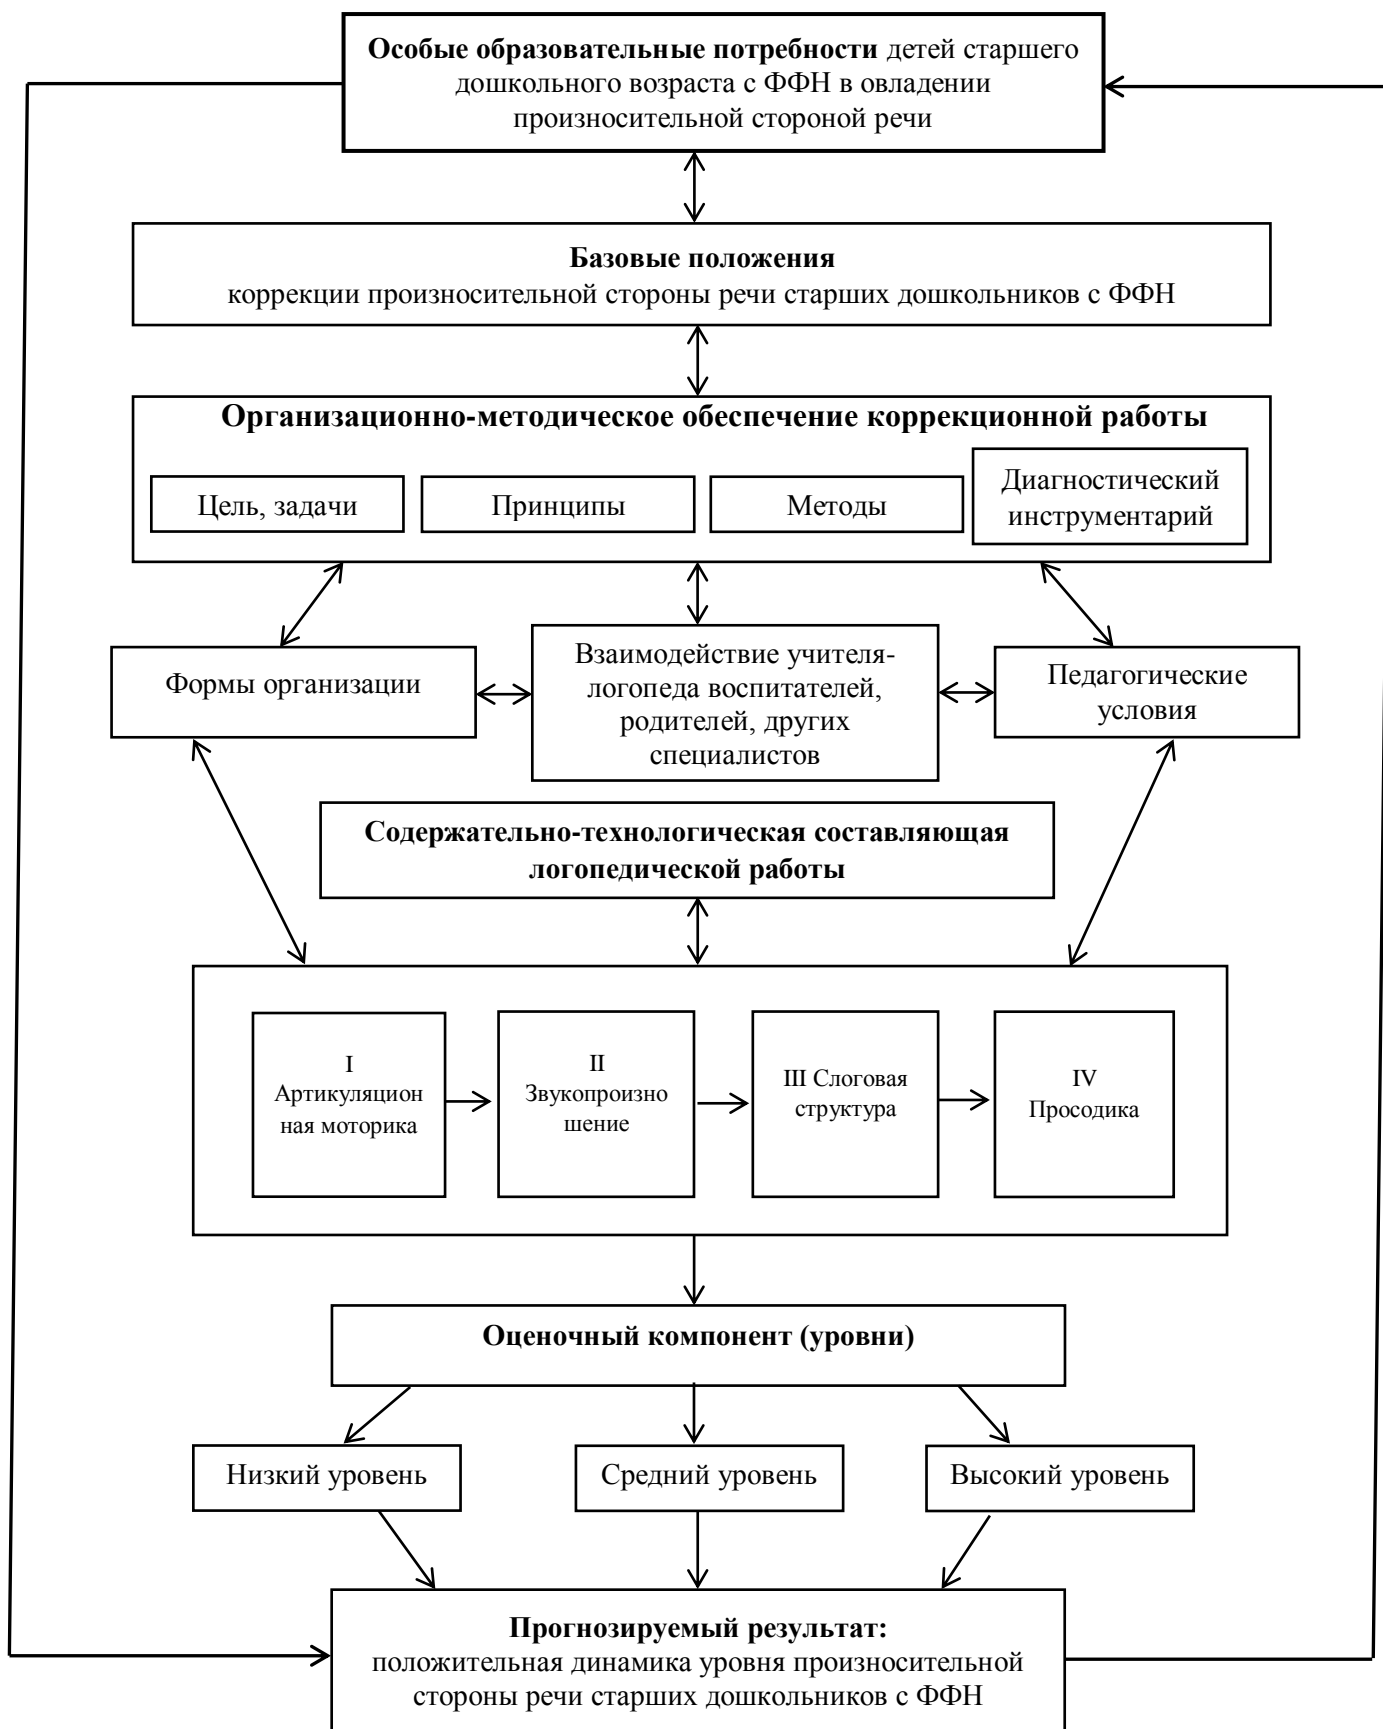 Особые образовательные потребности детей старшего
дошкольного возраста с ФФН в овладении
произносительной стороной речи
Базовые положения
коррекции произносительной стороны речи старших дошкольников с ФФН
Организационно-методическое обеспечение коррекционной работы
Цель, задачи
Принципы
Методы
Диагностический
инструментарий
Формы организации
Взаимодействие учителя-
логопеда воспитателей,
родителей, других
специалистов
Педагогические
условия
Содержательно-технологическая составляющая
логопедической работы
I
Артикуляцион
ная моторика
II
Звукопроизно
шение
III Слоговая
структура
IV
Просодика
Оценочный компонент (уровни)
Низкий уровень
Средний уровень
Высокий уровень
Прогнозируемый результат:
положительная динамика уровня произносительной
стороны речи старших дошкольников с ФФН